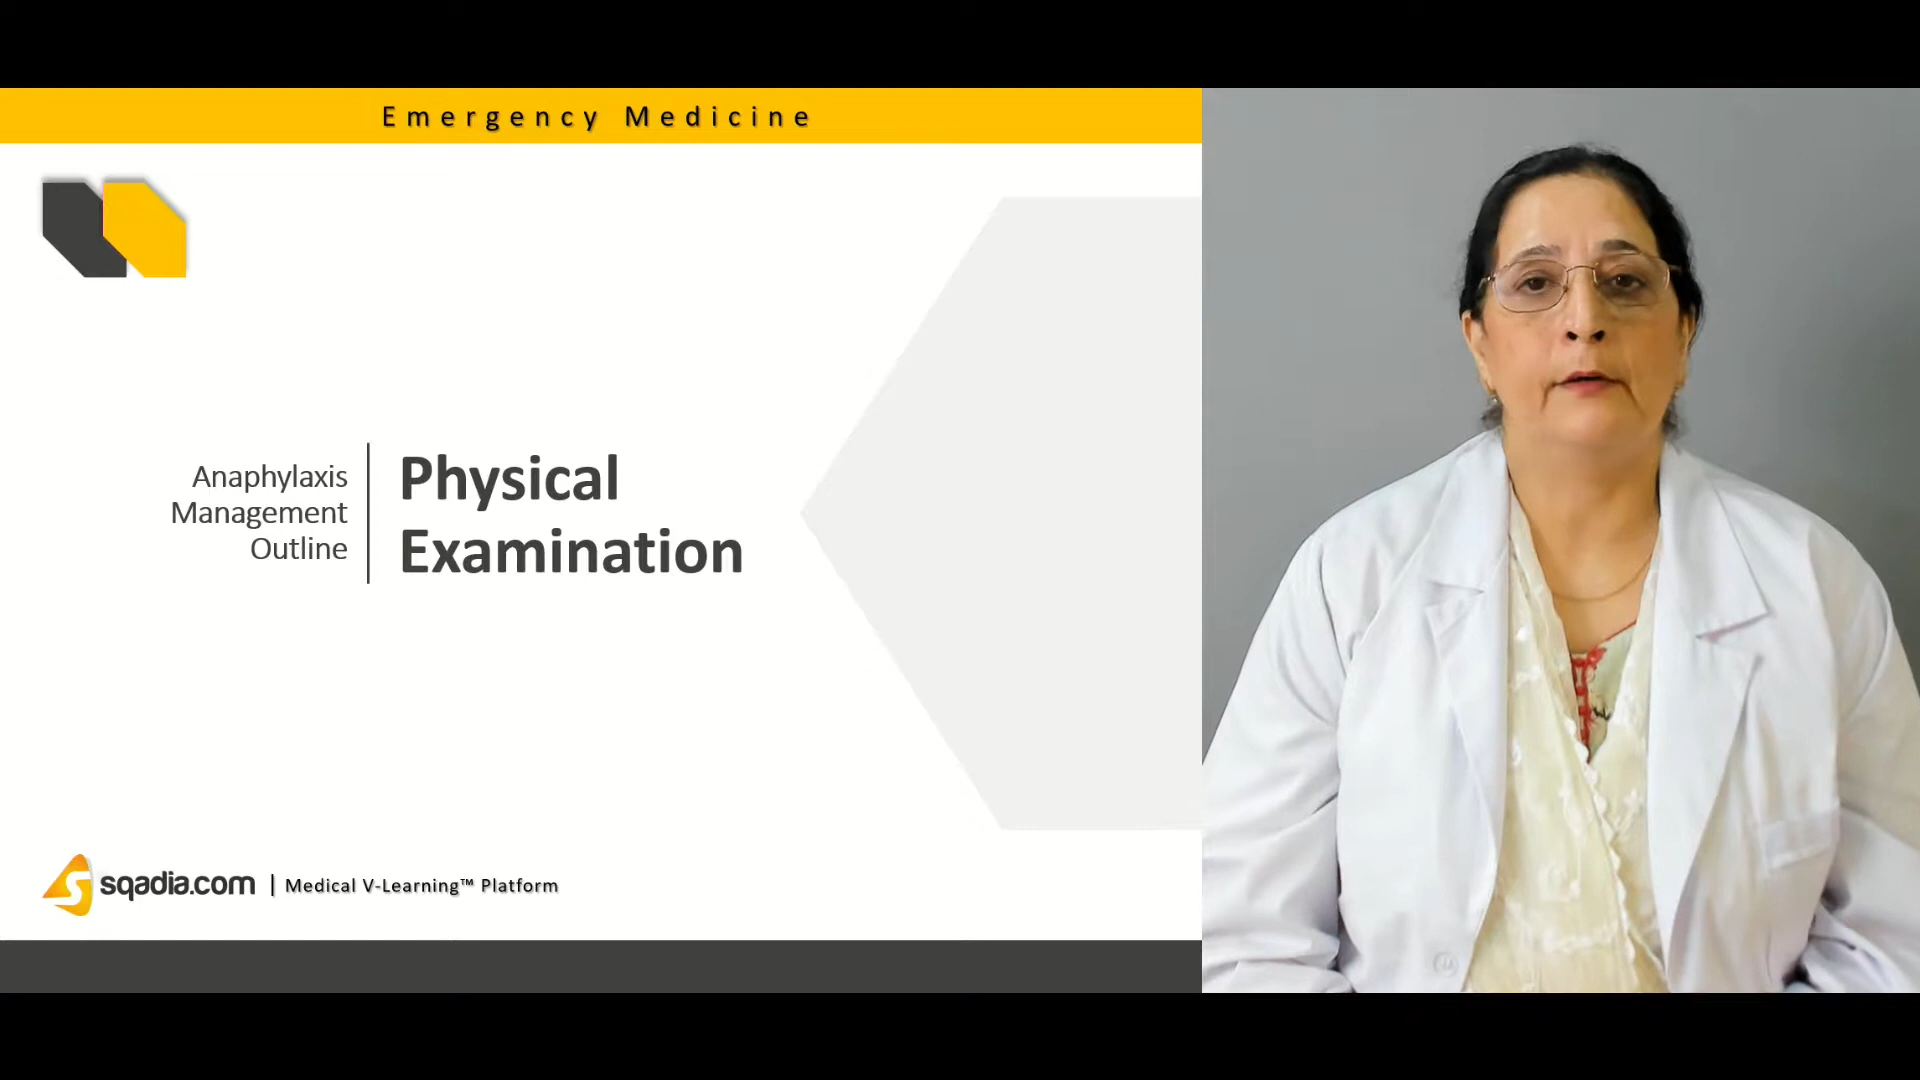 Emergency Medicine
Anaphylaxis
Management
Outline
Physical
Examination
sqadia.com | Medical V-Learning™ Platform